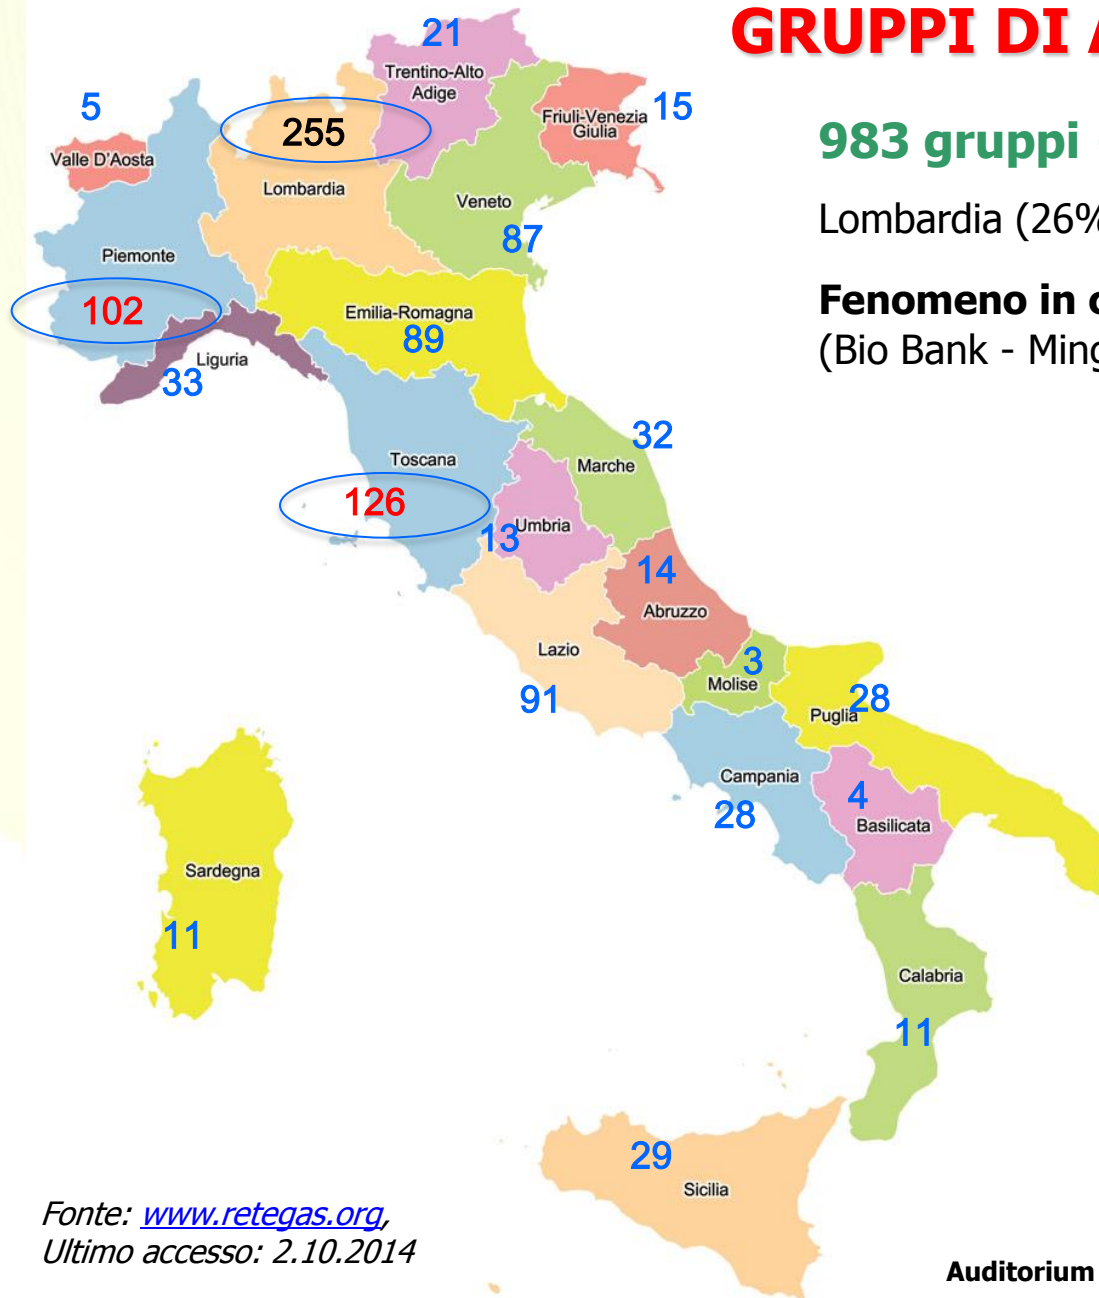 GRUPPI DI A
21
Trentino-Alto
Adige
5
Friuli-Venezia
Giulia
15
255
983 gruppi
Valle D'Aosta
Lombardia
Veneto
Lombardia (26%
87
Piemonte
102
Emilia-Romagna
89
Fenomeno in
(Bio Bank - Ming
Liguria
33
32
Toscana
Marche
126
Umbria
13
14
Abruzzo
Lazio
3
Molise
91
28
Puglia
Campania
28
4
Basilicata
Sardegna
11
Calabria
11
29
Sicilia
Fonte: www.retegas.org,
Ultimo accesso: 2.10.2014
Auditorium